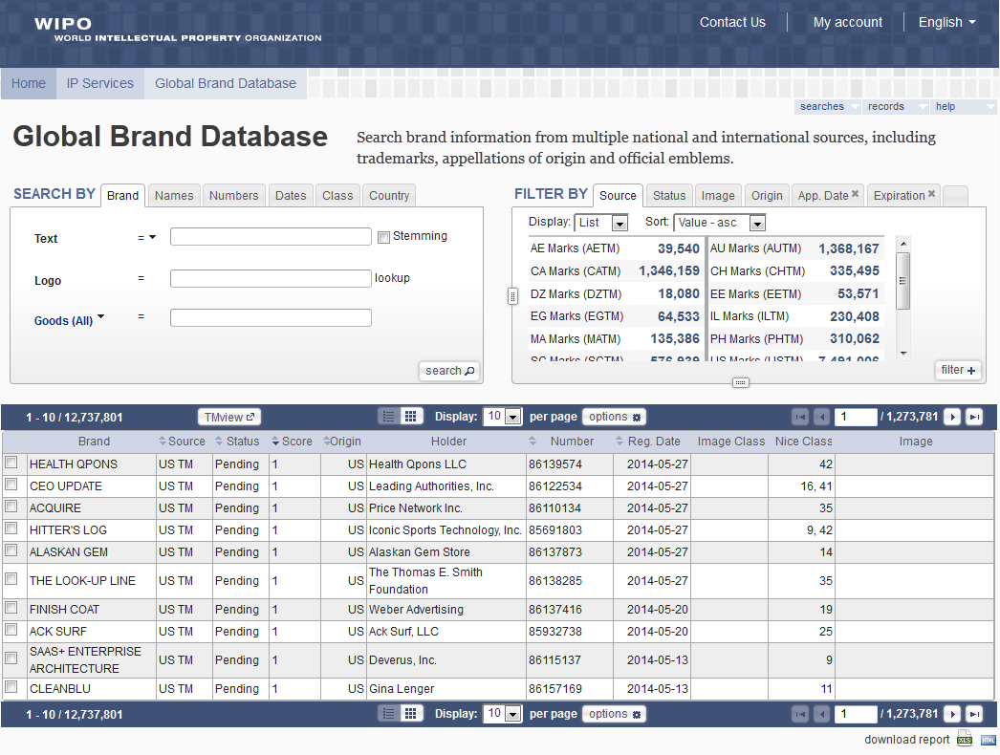 WIPO
WORLD INTELLECTUAL PROPERTY ORGANIZATION
Contact Us My account English
Home IP Services Global Brand Database
searches records help
Global Brand Database
Search brand information from multiple national and international sources, including
trademarks, appellations of origin and official emblems.
SEARCH BY Brand Names Numbers Dates Class Country
Text = Stemming
Logo = lookup
Goods (All) =
search
FILTER BY Source Status Image Origin App. Date Expiration
Display: List Sort: Value - asc
AE Marks (AETM) 39,540 AU Marks (AUTM) 1,368,167
CA Marks (CATM) 1,346,159 CH Marks (CHTM) 335,495
DZ Marks (DZTM) 18,080 EE Marks (EETM) 53,571
EG Marks (EGTM) 64,533 IL Marks (ILTM) 230,408
MA Marks (MATM) 135,386 PH Marks (PHTM) 310,062
SG Marks (SGTM) 576,939 US Marks (USTM)
filter +
1 - 10 / 12,737,801 TMview Display: 10 per page options 1 / 1,273,781
Brand Source Status Score Origin Holder Number Reg. Date Image Class Nice Class Image
HEALTH QPONS US TM Pending 1 US Health Qpons LLC 86139574 2014-05-27 42
CEO UPDATE US TM Pending 1 US Leading Authorities, Inc. 86122534 2014-05-27 16, 41
ACQUIRE US TM Pending 1 US Price Network Inc. 86110134 2014-05-27 35
HITTER'S LOG US TM Pending 1 US Iconic Sports Technology, Inc. 85691803 2014-05-27 9, 42
ALASKAN GEM US TM Pending 1 US Alaskan Gem Store 86137873 2014-05-27 14
THE LOOK-UP LINE US TM Pending 1 US The Thomas E. Smith Foundation 86138285 2014-05-27 35
FINISH COAT US TM Pending 1 US Weber Advertising 86137416 2014-05-20 19
ACK SURF US TM Pending 1 US Ack Surf, LLC 85932738 2014-05-20 25
SAAS+ ENTERPRISE ARCHITECTURE US TM Pending 1 US Deverus, Inc. 86115137 2014-05-13 9
CLEANBLU US TM Pending 1 US Gina Lenger 86157169 2014-05-13 11
1 - 10 / 12,737,801 Display: 10 per page options 1 / 1,273,781
download report XLS HTML